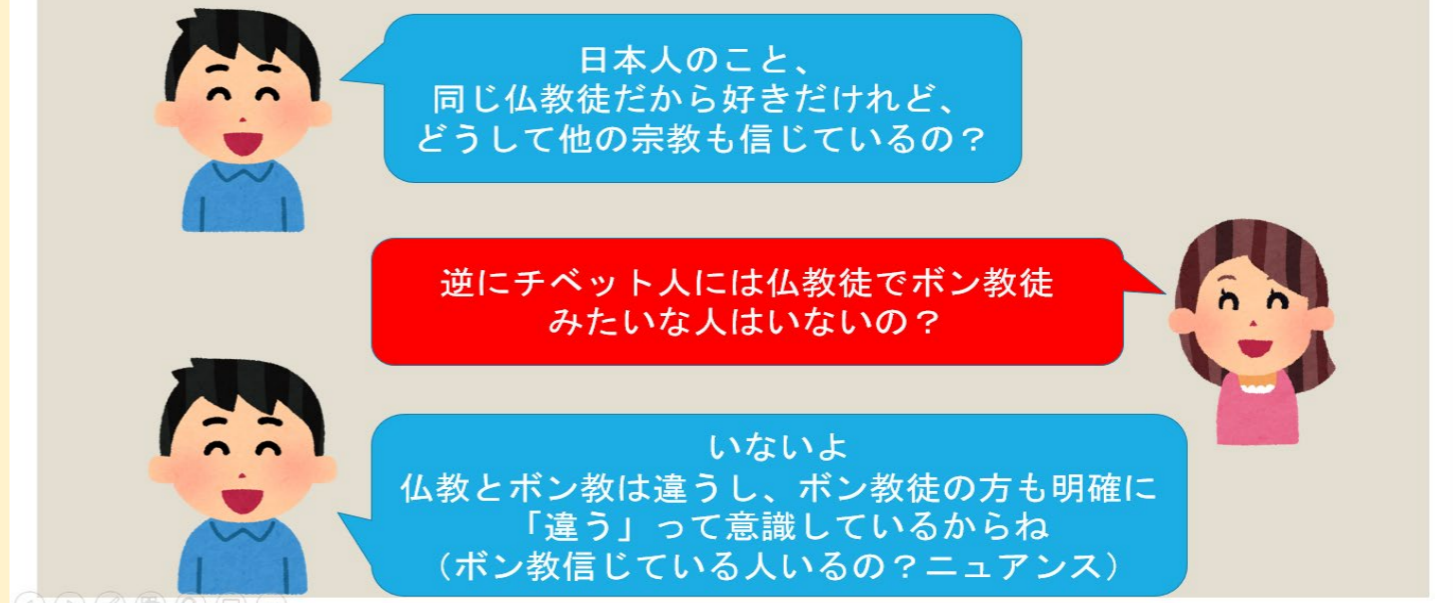 日本人のこと、
同じ仏教徒だから好きだけれど、
どうして他の宗教も信じているの？
逆にチベット人には仏教徒でボン教徒
みたいな人はいないの？
いないよ
仏教とボン教は違うし、ボン教徒の方も明確に
「違う」って意識しているからね
（ボン教信じている人いるの？ニュアンス）